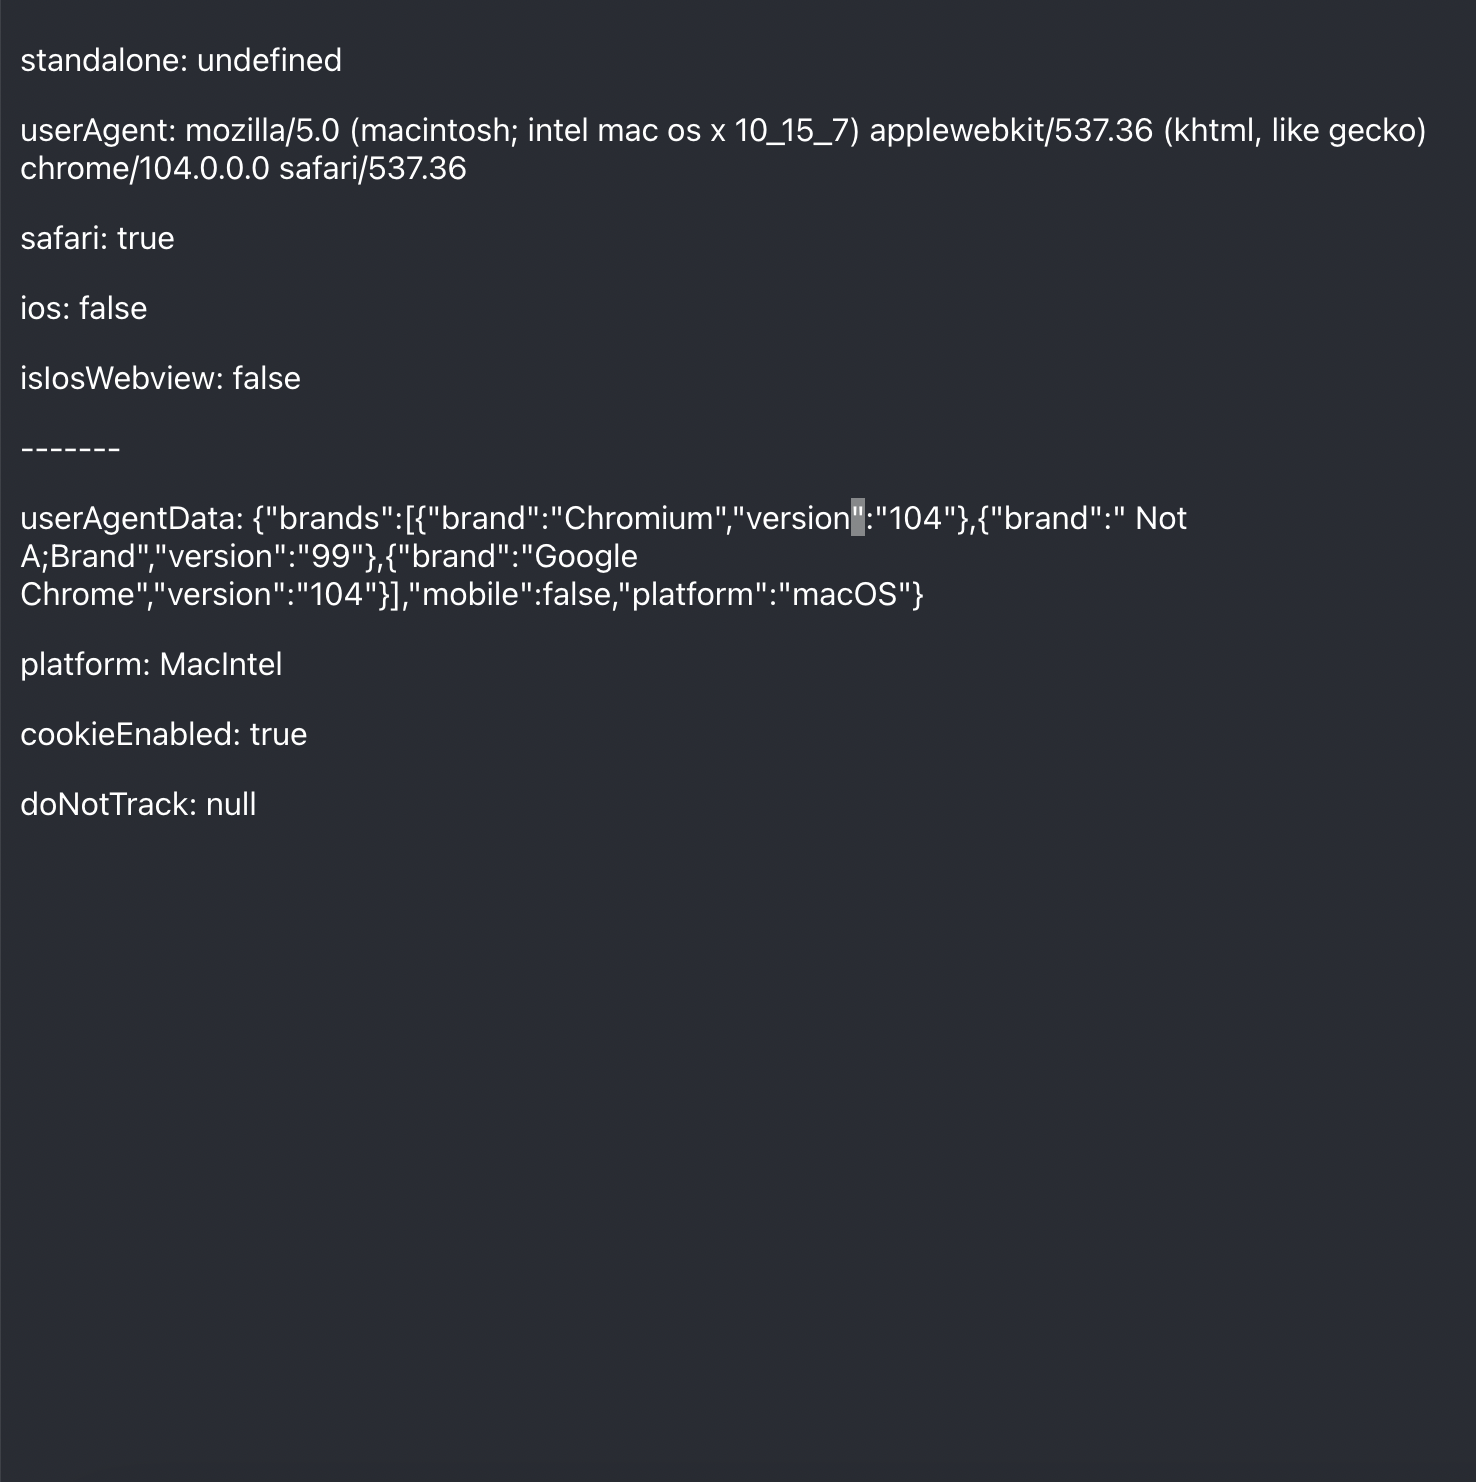 standalone: undefined
userAgent: mozilla/5.0 (macintosh; intel mac os x 10_15_7) applewebkit/537.36 (khtml, like gecko)
chrome/104.0.0.0 safari/537.36
safari: true
ios: false
isIosWebview: false
-------
userAgentData: {"brands":[{"brand":"Chromium","version":"104"},{"brand":" Not
A;Brand","version":"99"},{"brand":"Google
Chrome","version":"104"}],"mobile":false,"platform":"macOS"}
platform: MacIntel
cookieEnabled: true
doNotTrack: null